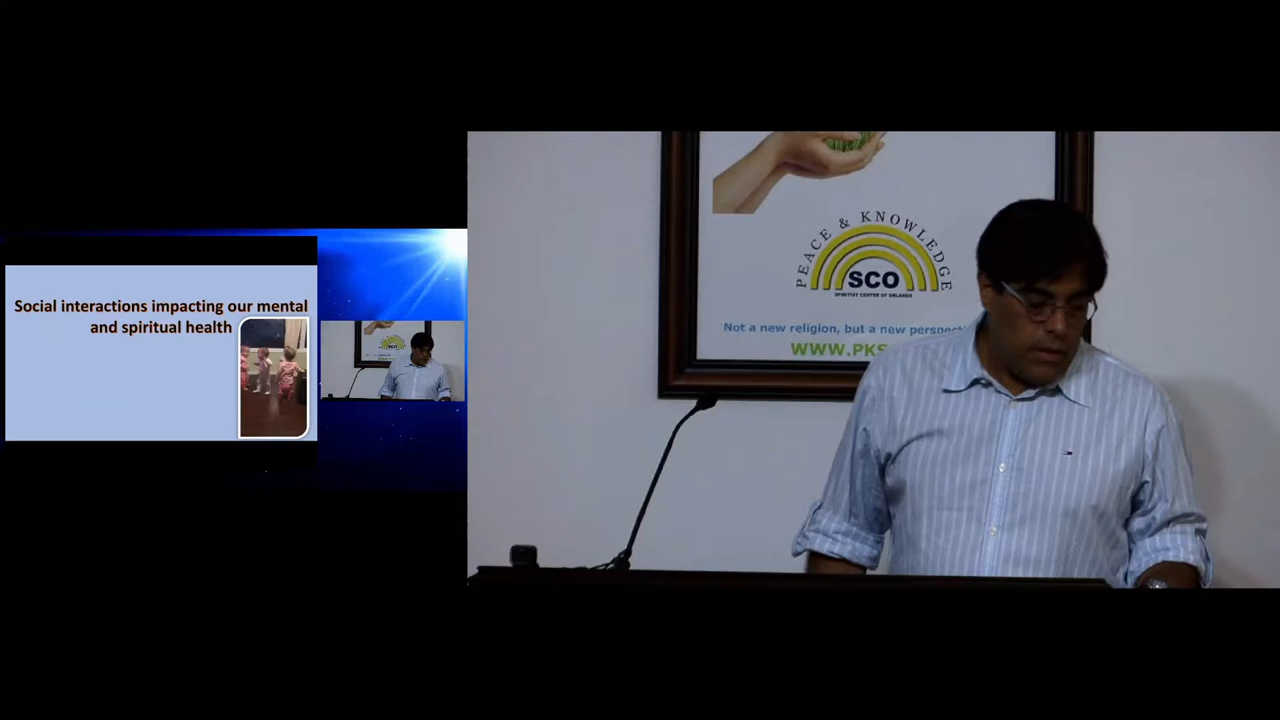 Social interactions impacting our mental
and spiritual health
PEACE & KNOWLEDGE
SCO
SPIRITIST CENTER OF ORLANDO
Not a new religion, but a new
WWW.PKS